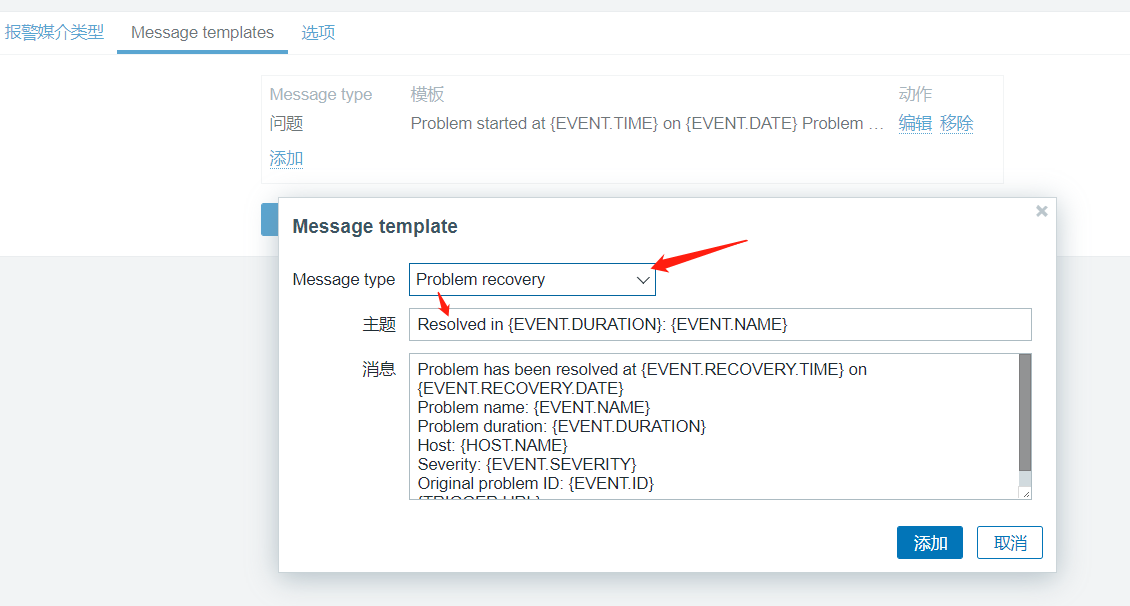 报警媒介类型 Message templates 选项
Message type 模板 动作
问题 Problem started at {EVENT.TIME} on {EVENT.DATE} Problem … 编辑 移除
添加
Message template
Message type Problem recovery
主题 Resolved in {EVENT.DURATION}: {EVENT.NAME}
消息 Problem has been resolved at {EVENT.RECOVERY.TIME} on
{EVENT.RECOVERY.DATE}
Problem name: {EVENT.NAME}
Problem duration: {EVENT.DURATION}
Host: {HOST.NAME}
Severity: {EVENT.SEVERITY}
Original problem ID: {EVENT.ID}
{TRIGGER.URL}
添加 取消